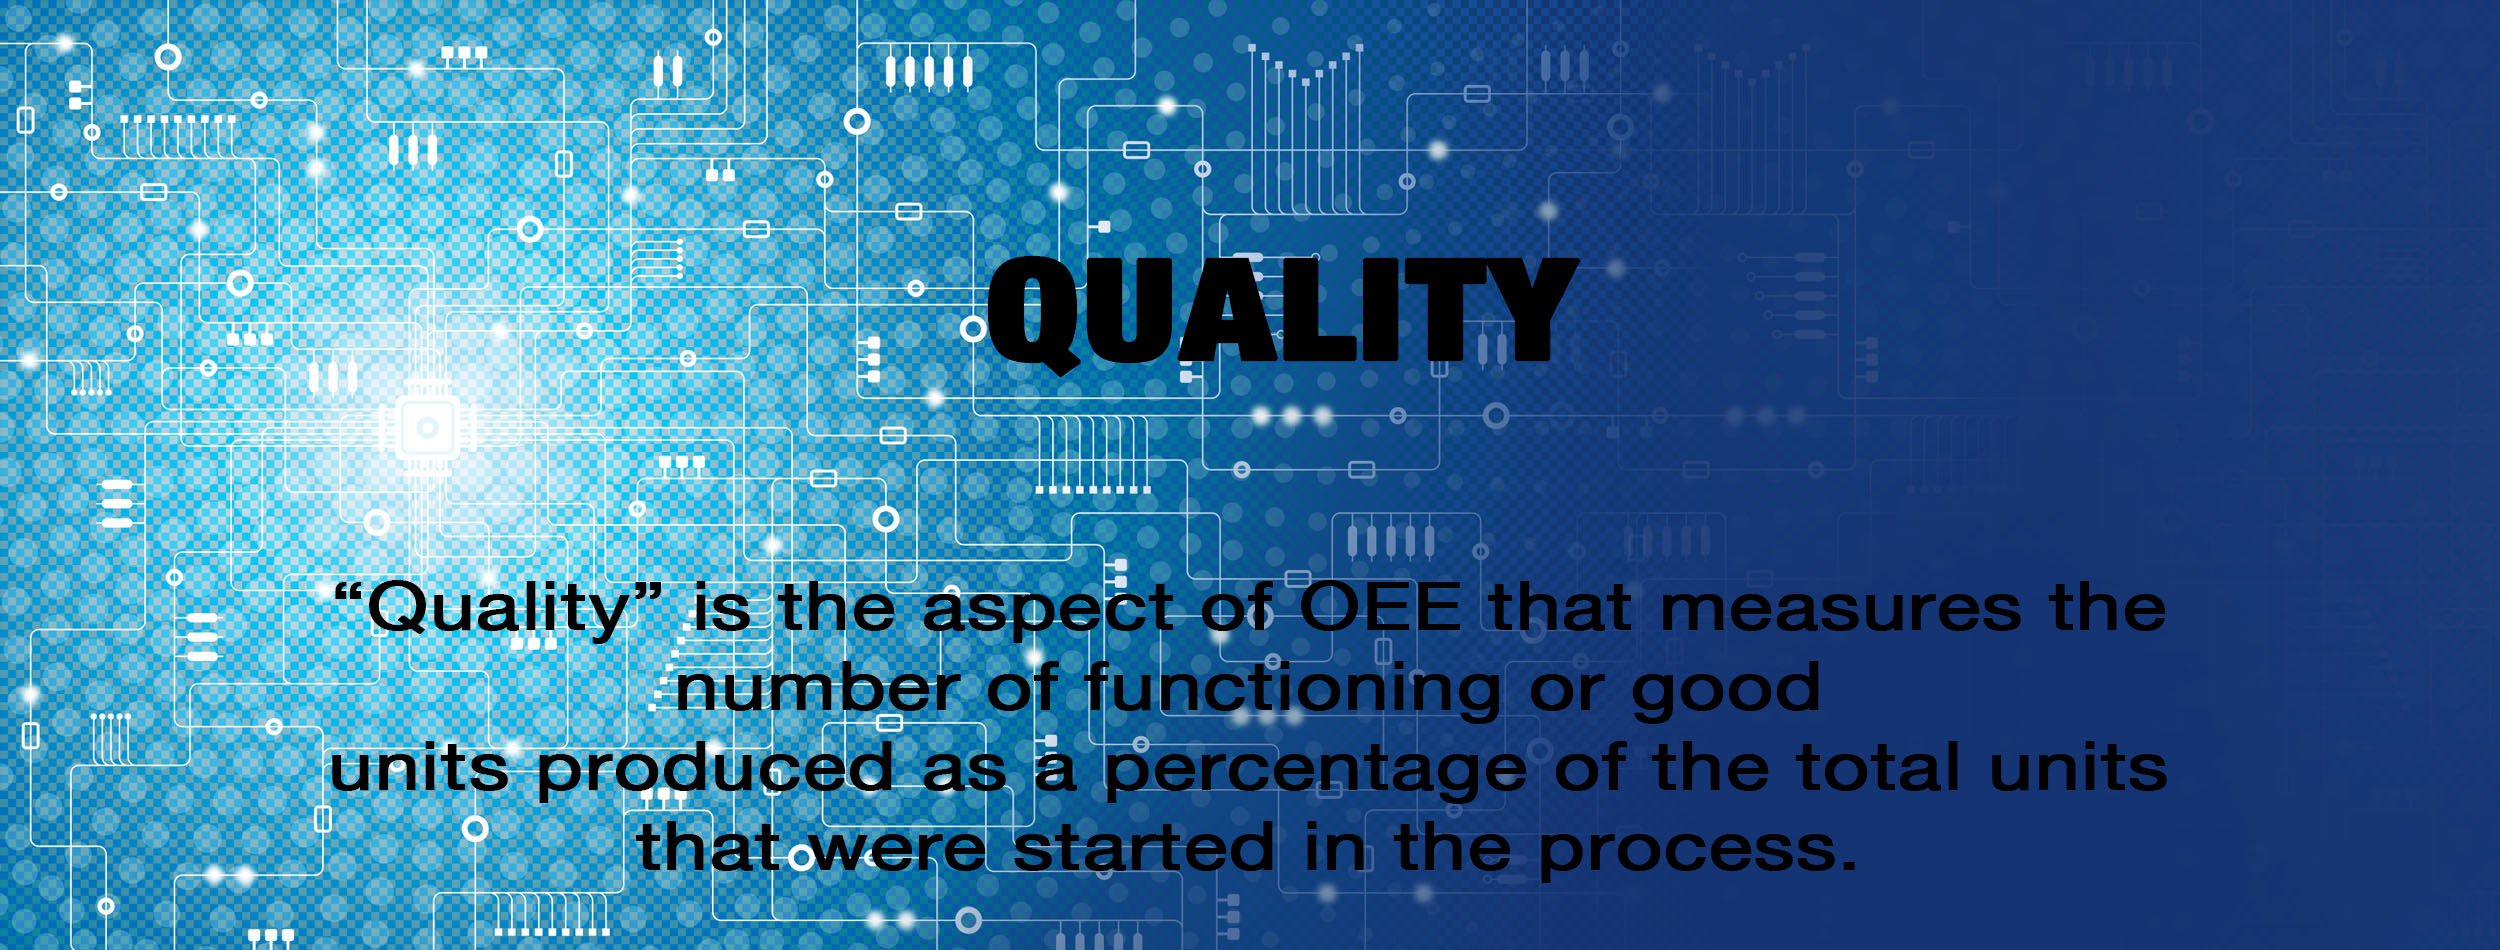 QUALITY
“Quality” is the aspect of OEE that measures the
number of functioning or good
units produced as a percentage of the total units
that were started in the process.